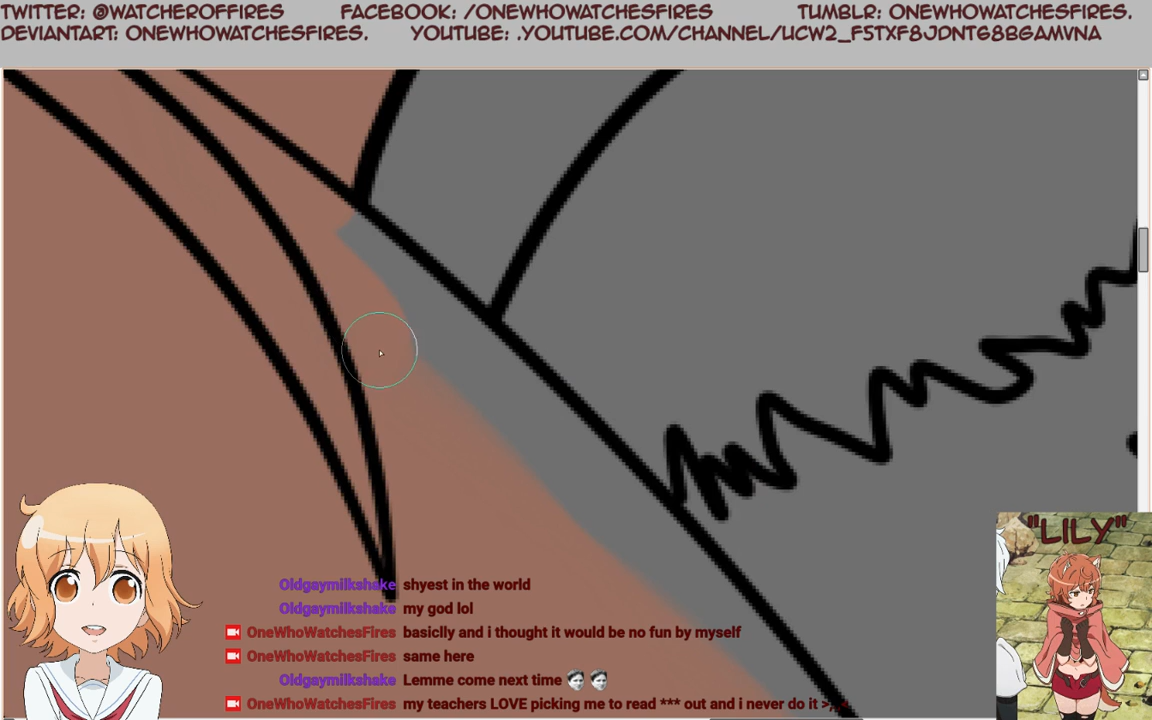 TWITTER: @WATCHEROFFIRES FACEBOOK: /ONEWHOWATCHESFIRES TUMBLR: ONEWHOWATCHESFIRES.
DEVIANTART: ONEWHOWATCHESFIRES. YOUTUBE: .YOUTUBE.COM/CHANNEL/UCW2_F5TXF8JDNTG8BGAMVNA
"LILY"
Oldgaymilkshake shyest in the world
Oldgaymilkshake my god lol
OneWhoWatchesFires basiclly and i thought it would be no fun by myself
OneWhoWatchesFires same here
Oldgaymilkshake Lemme come next time
OneWhoWatchesFires my teachers LOVE picking me to read *** out and i never do it